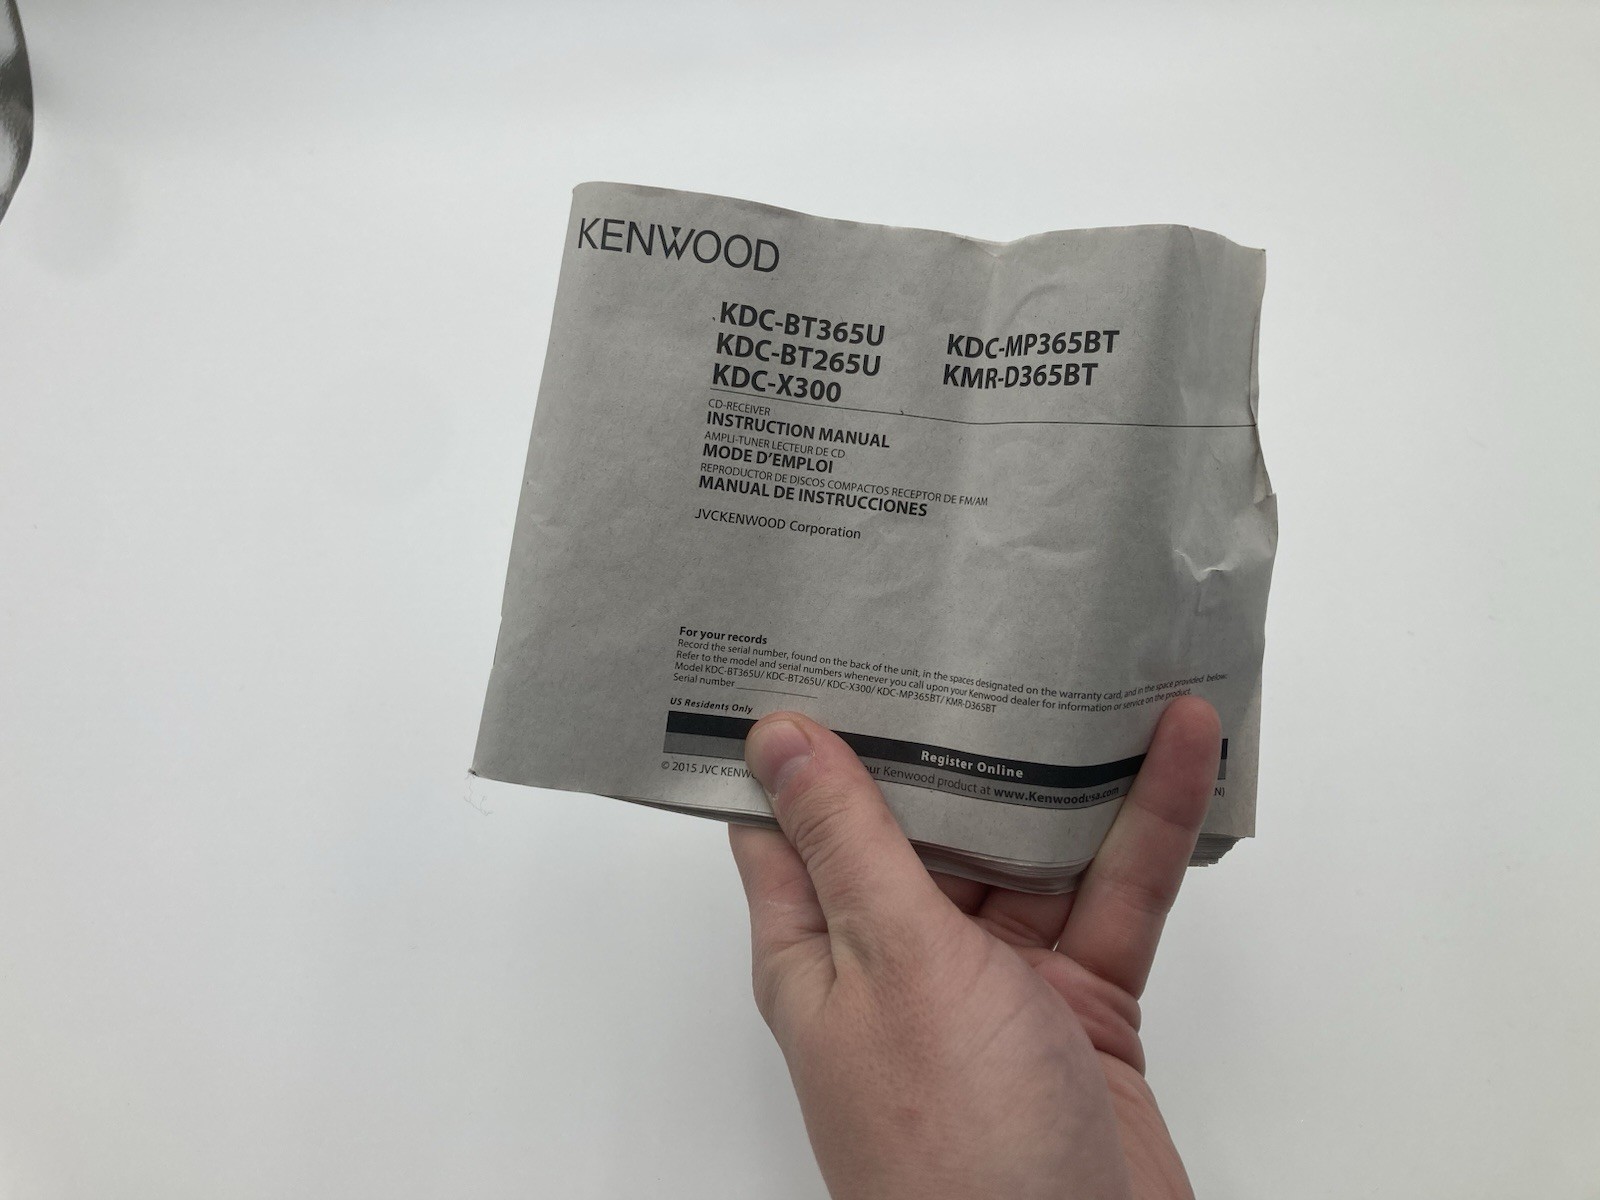 KENWOOD
KDC-BT365U
KDC-BT265U
KDC-X300
KDC-MP365BT
KMR-D365BT
CD-RECEIVER
INSTRUCTION MANUAL
AMPLI-TUNER LECTEUR DE CD
MODE D'EMPLOI
REPRODUCTOR DE DISCOS COMPACTOS RECEPTOR DE FM/AM
MANUAL DE INSTRUCCIONES
JVCKENWOOD Corporation
For your records
Record the serial number, found on the back of the unit, in the spaces designated on the warranty card, and in the space provided below.
Refer to the model and serial numbers whenever you call upon your Kenwood dealer for information or service on the product.
Model KDC-BT365U/ KDC-BT265U/ KDC-X300/ KDC-MP365BT/ KMR-D365BT
Serial number
US Residents Only
Register Online
Kenwood product at www.Kenwoodusa.com
© 2015 JVC